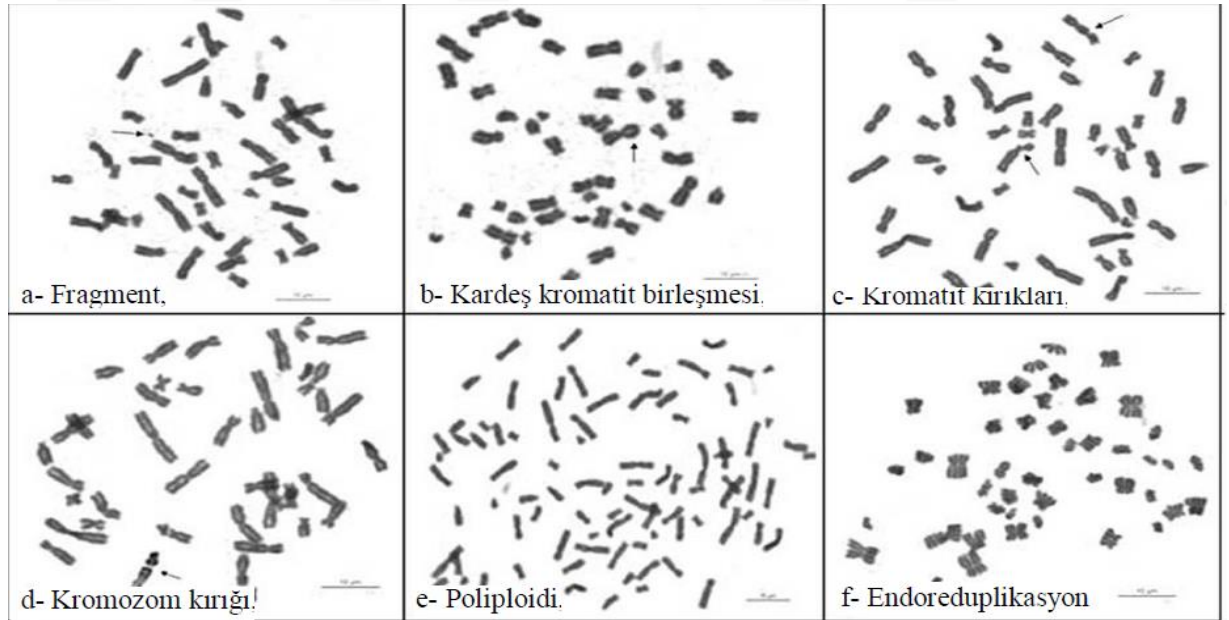 a- Fragment,
b- Kardeş kromatit birleşmesi,
c- Kromatit kırıkları,
d- Kromozom kırığı,
e- Poliploidi,
f- Endoreduplikasyon